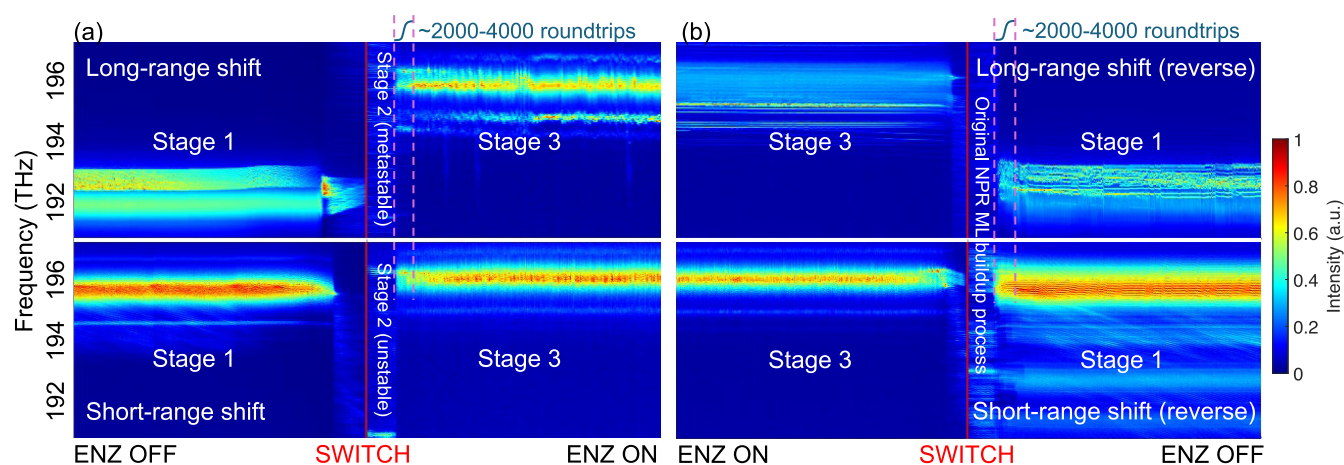 (a)
~2000-4000 roundtrips
(b)
~2000-4000 roundtrips
Frequency (THz)
196
194
192
196
194
192
Long-range shift
Stage 1
Stage 2 (metastable)
Stage 3
Short-range shift
Stage 1
Stage 2 (unstable)
Stage 3
Long-range shift (reverse)
Stage 3
Original NPR ML buildup process
Stage 1
Stage 3
Stage 1
Short-range shift (reverse)
ENZ OFF
SWITCH
ENZ ON
ENZ ON
SWITCH
ENZ OFF
1
0.8
0.6
0.4
0.2
0
Intensity (a.u.)